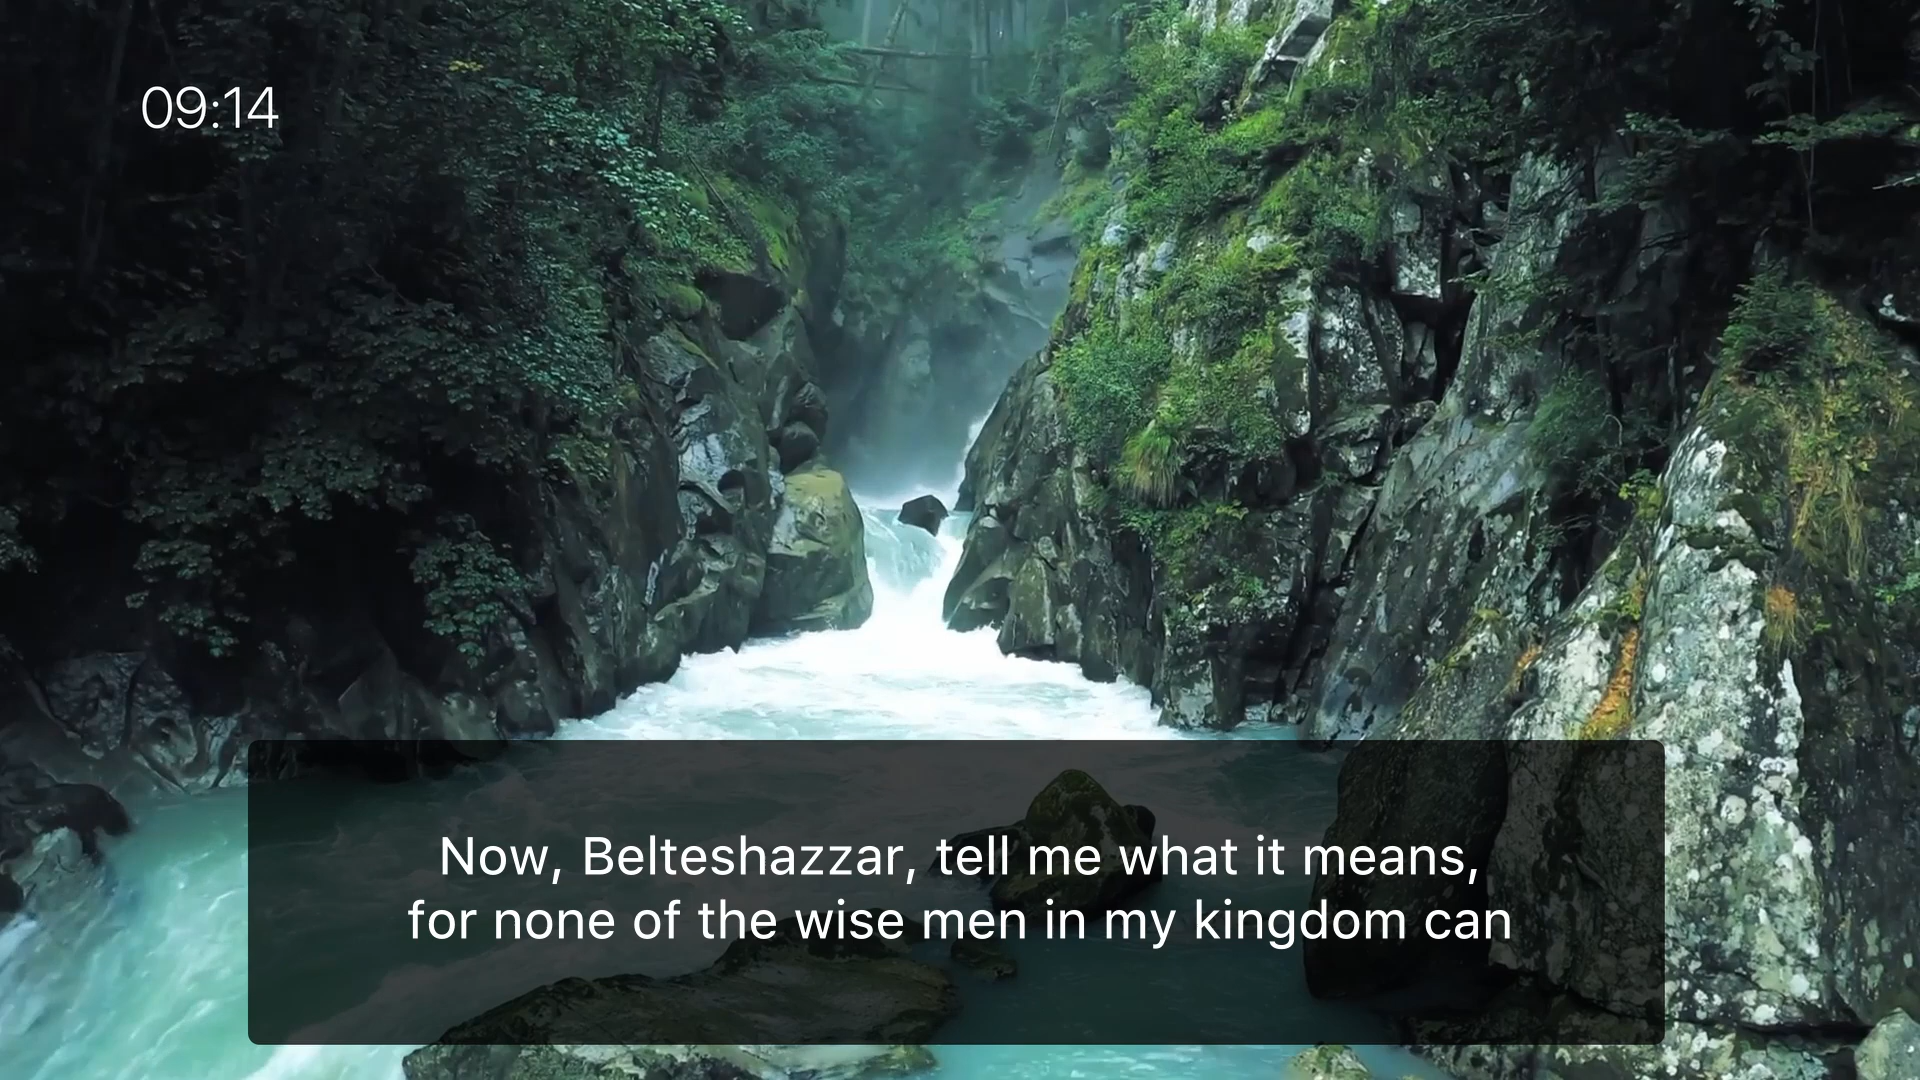 09:14
Now, Belteshazzar, tell me what it means,
for none of the wise men in my kingdom can